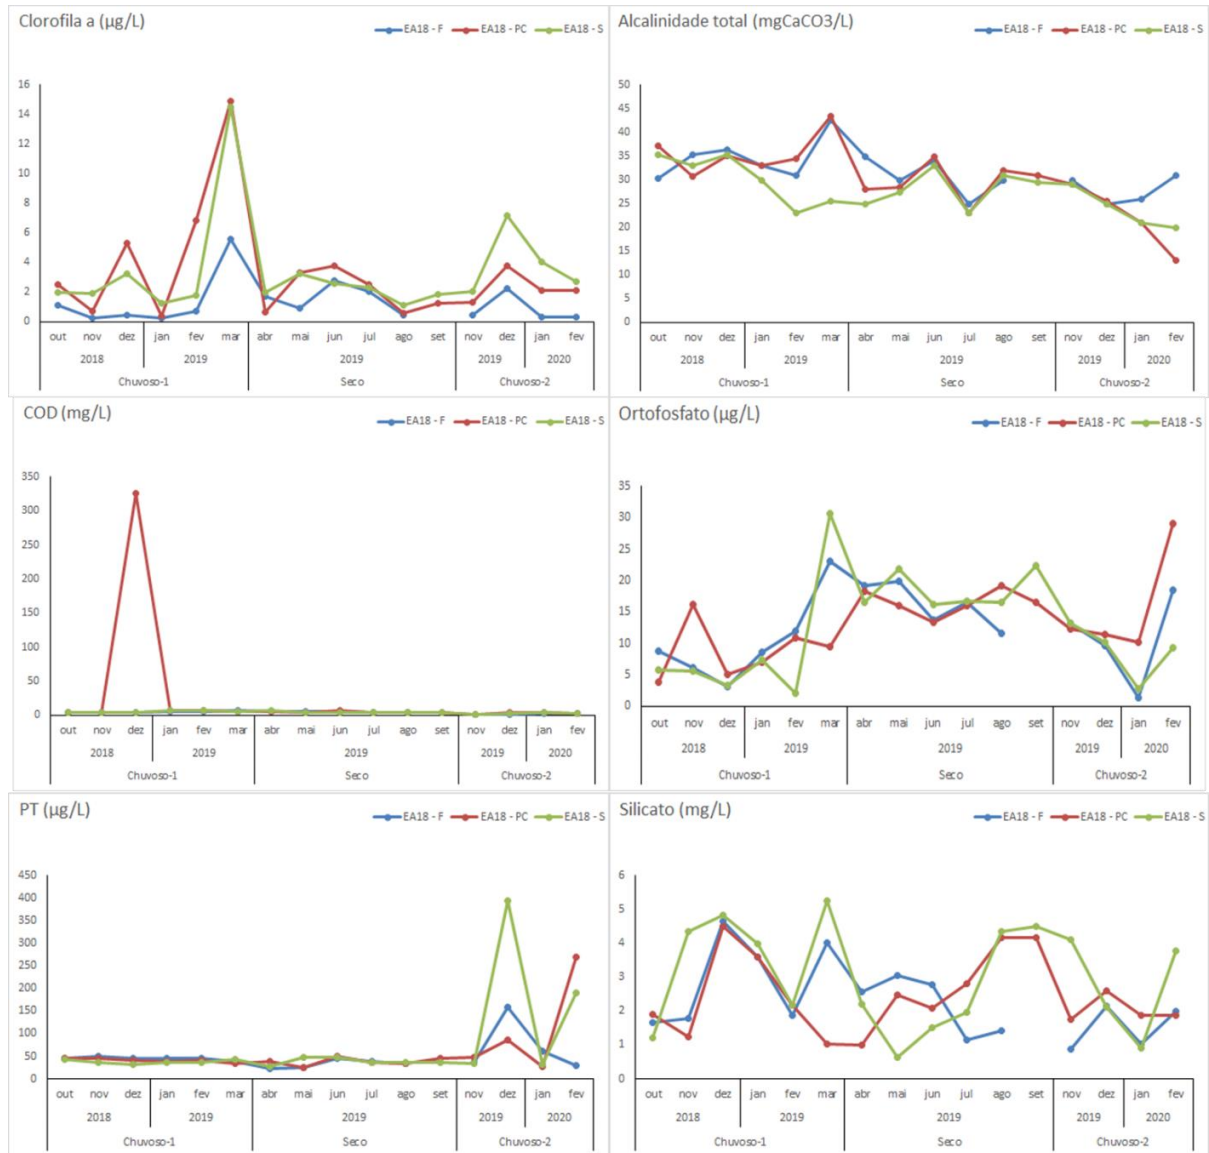 Clorofila a (µg/L)
EA18 - F EA18 - PC EA18 - S
16
14
12
10
8
6
4
2
0
out nov dez jan fev mar abr mai jun jul ago set nov dez jan fev
2018 2019 2019 2019 2020
Chuvoso-1 Seco Chuvoso-2
Alcalinidade total (mgCaCO3/L)
EA18 - F EA18 - PC EA18 - S
50
45
40
35
30
25
20
15
10
5
0
out nov dez jan fev mar abr mai jun jul ago set nov dez jan fev
2018 2019 2019 2019 2020
Chuvoso-1 Seco Chuvoso-2
COD (mg/L)
EA18 - F EA18 - PC EA18 - S
350
300
250
200
150
100
50
0
out nov dez jan fev mar abr mai jun jul ago set nov dez jan fev
2018 2019 2019 2019 2020
Chuvoso-1 Seco Chuvoso-2
Ortofosfato (µg/L)
EA18 - F EA18 - PC EA18 - S
35
30
25
20
15
10
5
0
out nov dez jan fev mar abr mai jun jul ago set nov dez jan fev
2018 2019 2019 2019 2020
Chuvoso-1 Seco Chuvoso-2
PT (µg/L)
EA18 - F EA18 - PC EA18 - S
450
400
350
300
250
200
150
100
50
0
out nov dez jan fev mar abr mai jun jul ago set nov dez jan fev
2018 2019 2019 2019 2020
Chuvoso-1 Seco Chuvoso-2
Silicato (mg/L)
EA18 - F EA18 - PC EA18 - S
6
5
4
3
2
1
0
out nov dez jan fev mar abr mai jun jul ago set nov dez jan fev
2018 2019 2019 2019 2020
Chuvoso-1 Seco Chuvoso-2